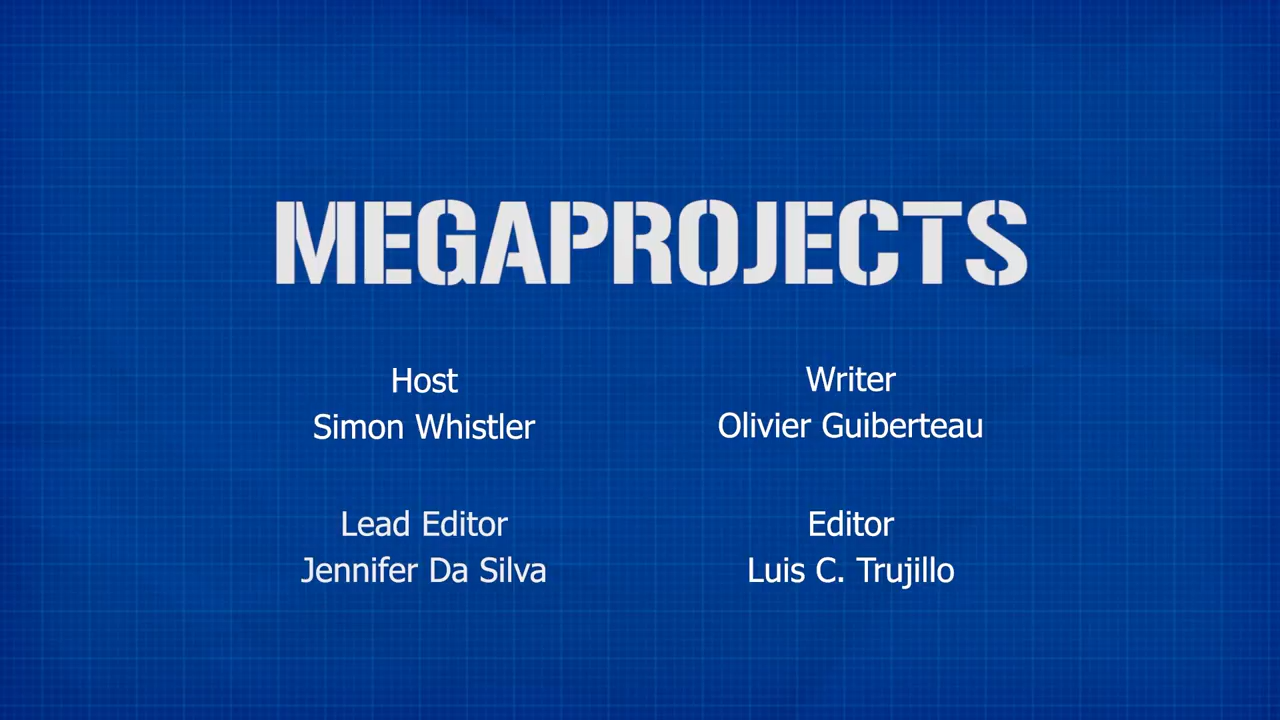 MEGAPROJECTS
Host
Simon Whistler
Writer
Olivier Guiberteau
Lead Editor
Jennifer Da Silva
Editor
Luis C. Trujillo